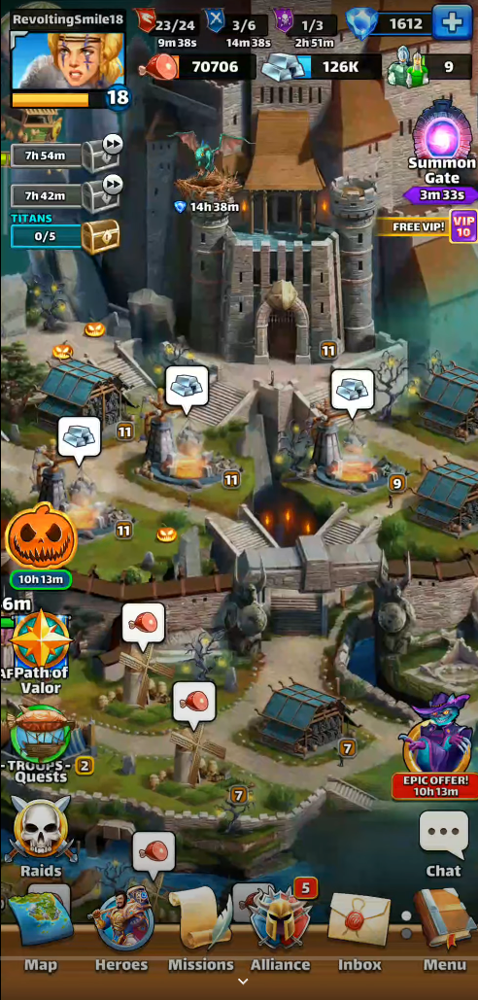 RevoltingSmile18
23/24
3/6
1/3
1612
9m 38s
14m 38s
2h 51m
70706
126K
9
18
7h 54m
7h 42m
TITANS
0/5
14h 38m
Summon
Gate
3m 33s
FREE VIP!
VIP
10
11
11
11
9
11
10h 13m
6m
Path of
Valor
- TROOPS -
2
Quests
7
7
EPIC OFFER!
10h 13m
Raids
Chat
5
Map
Heroes
Missions
Alliance
Inbox
Menu